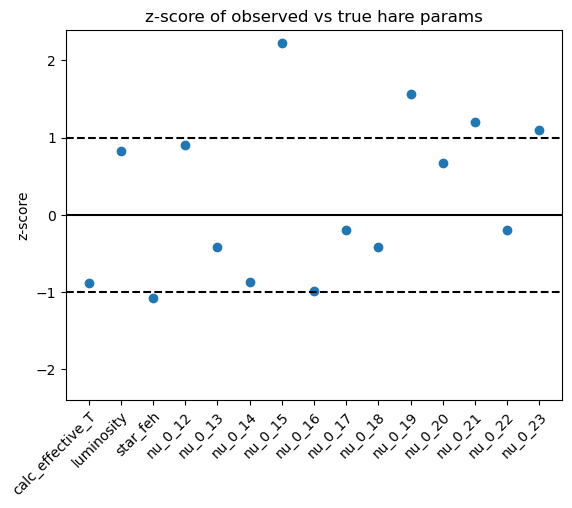 z-score of observed vs true hare params
z-score
2
1
0
−1
−2
calc_effective_T
luminosity
star_feh
nu_0_12
nu_0_13
nu_0_14
nu_0_15
nu_0_16
nu_0_17
nu_0_18
nu_0_19
nu_0_20
nu_0_21
nu_0_22
nu_0_23